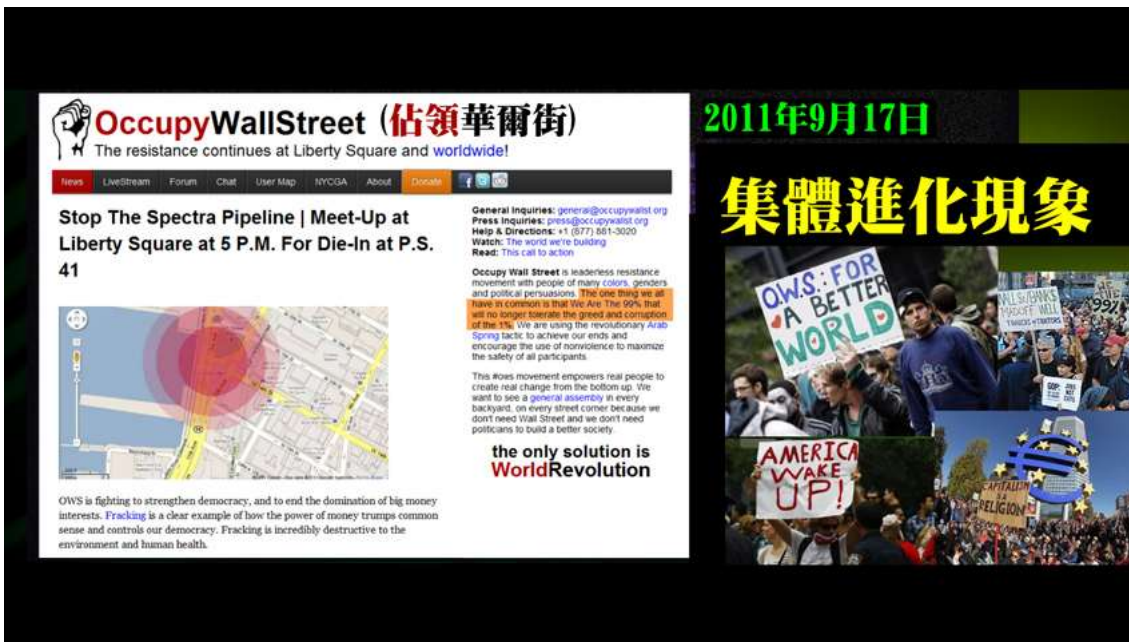 OccupyWallStreet (佔領華爾街)
The resistance continues at Liberty Square and worldwide!
News LiveStream Forum Chat User Map NYCGA About Donate
Stop The Spectra Pipeline | Meet-Up at
Liberty Square at 5 P.M. For Die-In at P.S.
41
OWS is fighting to strengthen democracy, and to end the domination of big money
interests. Fracking is a clear example of how the power of money trumps common
sense and controls our democracy. Fracking is incredibly destructive to the
environment and human health.
General Inquiries: general@occupywallst.org
Press Inquiries: press@occupywallst.org
Help & Directions: +1 (877) 881-3020
Watch: The world we're building
Read: This call to action
Occupy Wall Street is leaderless resistance
movement with people of many colors, genders
and political persuasions. The one thing we all
have in common is that We Are The 99% that
will no longer tolerate the greed and corruption
of the 1%. We are using the revolutionary Arab
Spring tactic to achieve our ends and
encourage the use of nonviolence to maximize
the safety of all participants.
This #ows movement empowers real people to
create real change from the bottom up. We
want to see a general assembly in every
backyard, on every street corner because we
don't need Wall Street and we don't need
politicians to build a better society.
the only solution is
WorldRevolution
2011年9月17日
集體進化現象
O.W.S.: FOR
A BETTER
WORLD
WALL ST/BANKS
MADOFF WELL
99%!
GOP: JOBS
NOT
CUTS
AMERICA
WAKE
UP!
CAPITALISM
IS A
RELIGION